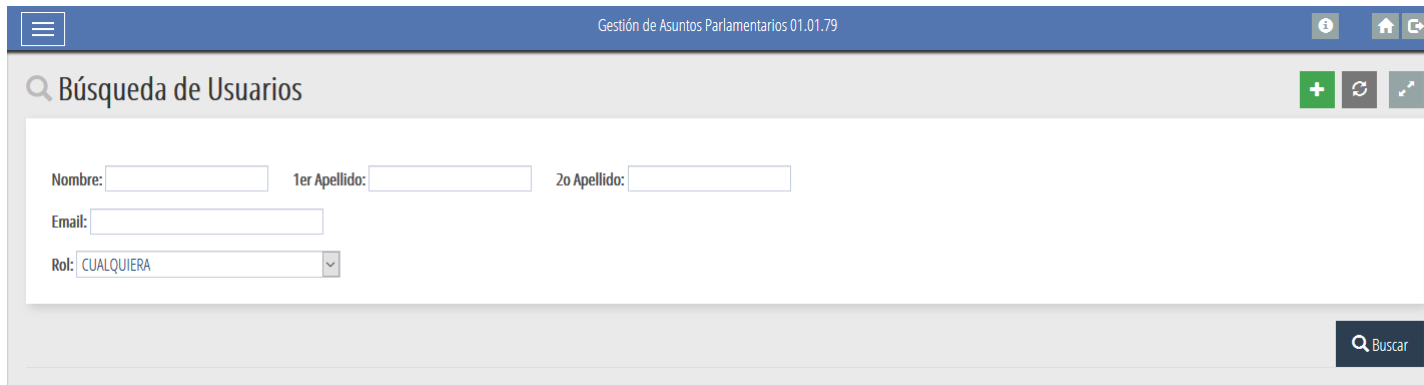 Gestión de Asuntos Parlamentarios 01.01.79
Búsqueda de Usuarios
Nombre: 1er Apellido: 2o Apellido:
Email:
Rol: CUALQUIERA
Buscar